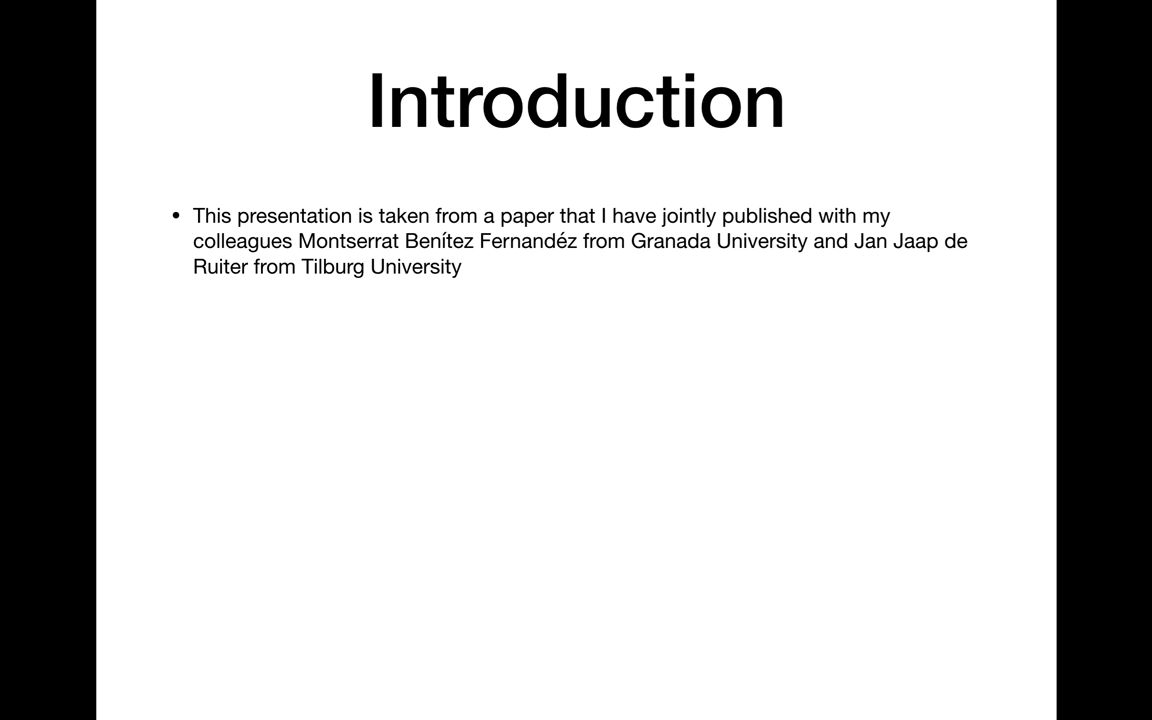 Introduction
• This presentation is taken from a paper that I have jointly published with my
colleagues Montserrat Benítez Fernandéz from Granada University and Jan Jaap de
Ruiter from Tilburg University